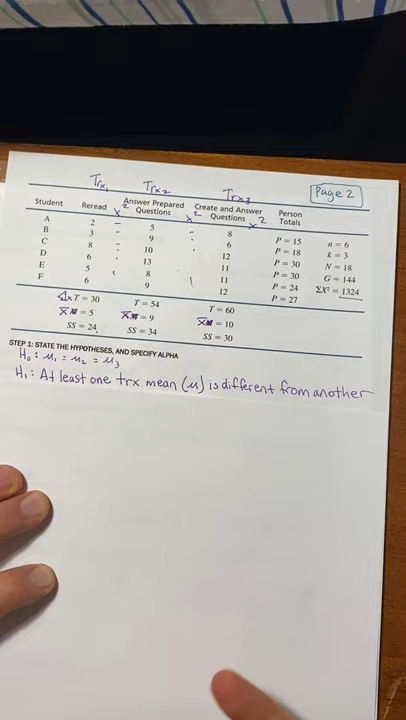 Trx1 Trx2 Trx3 Page 2
Student Reread X² Answer Prepared Questions X² Create and Answer Questions X² Person Totals
A 2 5 8 P = 15 n = 6
B 3 9 6 P = 18 k = 3
C 8 10 12 P = 30 N = 18
D 6 13 11 P = 30 G = 144
E 5 8 11 P = 24 ΣX² = 1324
F 6 9 12 P = 27
T = 30 T = 54 T = 60
X̄ = 5 X̄ = 9 X̄ = 10
SS = 24 SS = 34 SS = 30
STEP 1: STATE THE HYPOTHESES, AND SPECIFY ALPHA
H₀ : μ₁ = μ₂ = μ₃
H₁ : At least one trx mean (μ) is different from another